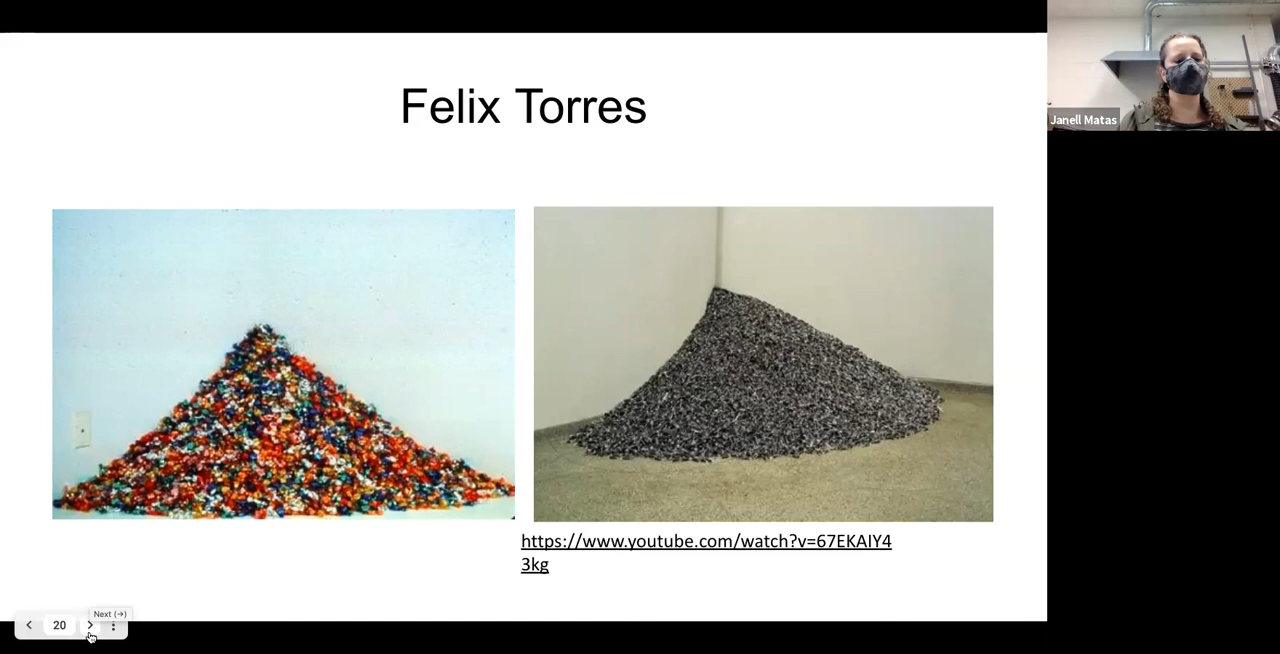 Felix Torres
Janell Matas
https://www.youtube.com/watch?v=67EKAIY4
3kg
Next (→)
20